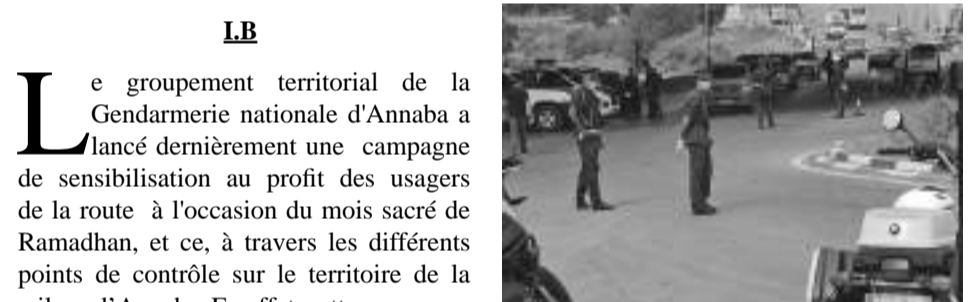 I.B
Le groupement territorial de la
Gendarmerie nationale d'Annaba a
lancé dernièrement une campagne
de sensibilisation au profit des usagers
de la route à l'occasion du mois sacré de
Ramadhan, et ce, à travers les différents
points de contrôle sur le territoire de la